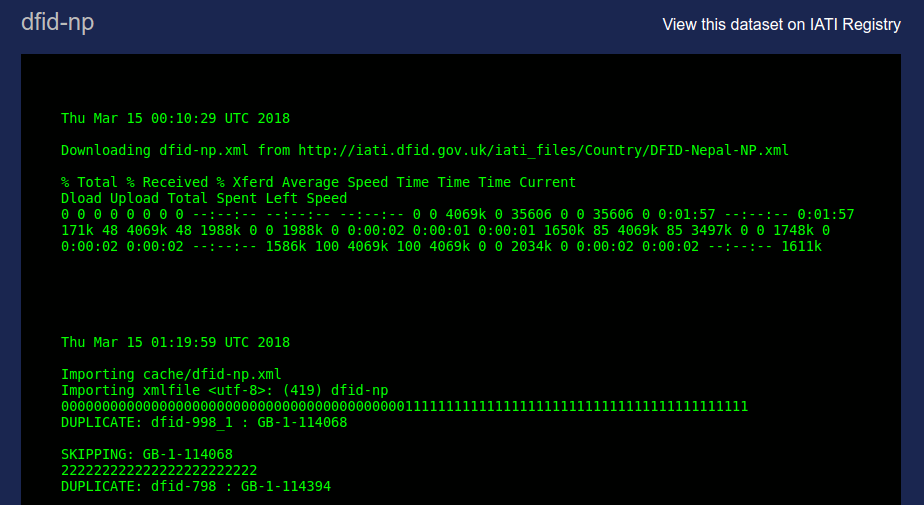 dfid-np
View this dataset on IATI Registry
Thu Mar 15 00:10:29 UTC 2018
Downloading dfid-np.xml from http://iati.dfid.gov.uk/iati_files/Country/DFID-Nepal-NP.xml
% Total % Received % Xferd Average Speed Time Time Time Current
Dload Upload Total Spent Left Speed
0 0 0 0 0 0 0 0 --:--:-- --:--:-- --:--:-- 0 0 4069k 0 35606 0 0 35606 0 0:01:57 --:--:-- 0:01:57
171k 48 4069k 48 1988k 0 0 1988k 0 0:00:02 0:00:01 0:00:01 1650k 85 4069k 85 3497k 0 0 1748k 0
0:00:02 0:00:02 --:--:-- 1586k 100 4069k 100 4069k 0 0 2034k 0 0:00:02 0:00:02 --:--:-- 1611k
Thu Mar 15 01:19:59 UTC 2018
Importing cache/dfid-np.xml
Importing xmlfile <utf-8>: (419) dfid-np
000000000000000000000000000000000000000000111111111111111111111111111111111111111111
DUPLICATE: dfid-998_1 : GB-1-114068
SKIPPING: GB-1-114068
222222222222222222222222
DUPLICATE: dfid-798 : GB-1-114394